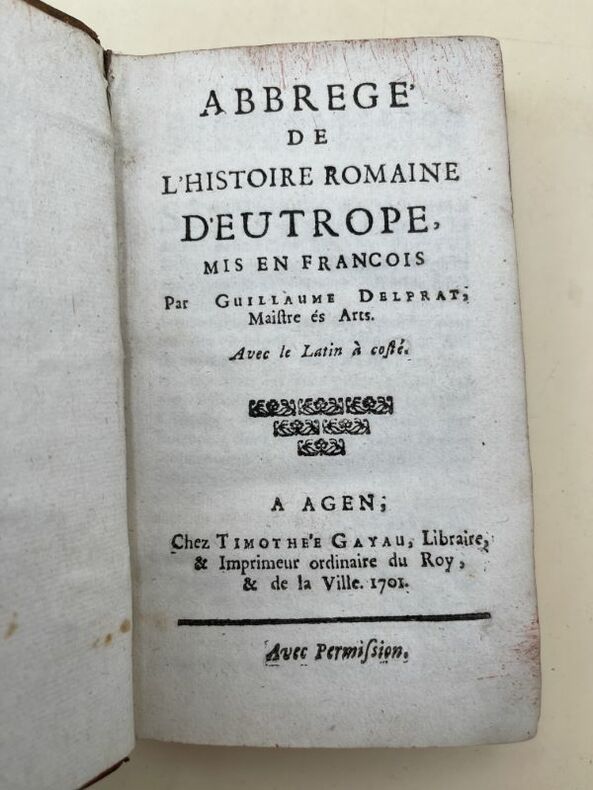 ABBREGE'
DE
L'HISTOIRE ROMAINE
D'EUTROPE,
MIS EN FRANCOIS
Par GUILLAUME DELPRAT,
Maiſtre és Arts.
Avec le Latin à coſté.
A AGEN;
Chez TIMOTHE'E GAYAU, Libraire,
& Imprimeur ordinaire du Roy,
& de la Ville. 1701.
Avec Permiſsion.